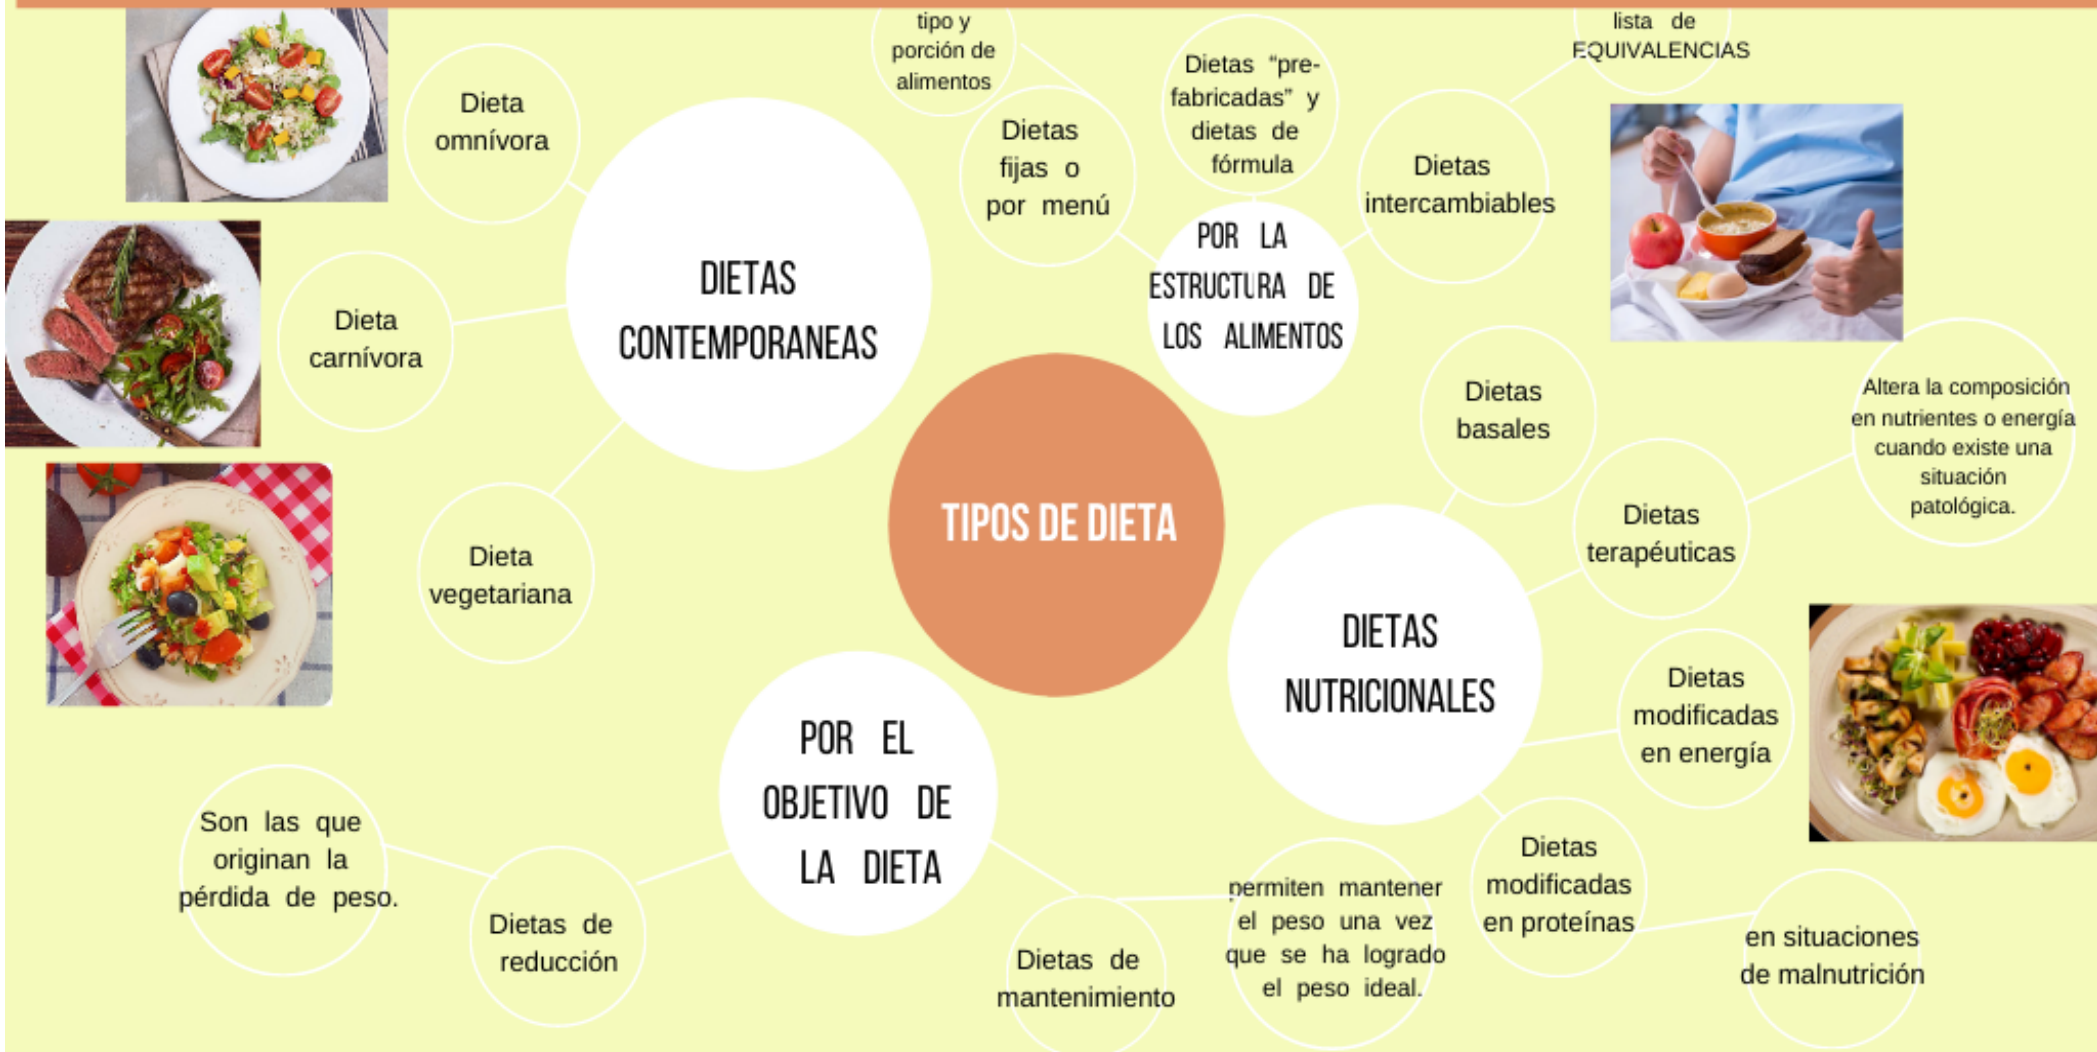 tipo y
porción de
alimentos
lista de
EQUIVALENCIAS
Dietas “pre-
fabricadas” y
dietas de
fórmula
Dieta
omnívora
Dietas
fijas o
por menú
Dietas
intercambiables
POR LA
ESTRUCTURA DE
LOS ALIMENTOS
DIETAS
CONTEMPORANEAS
Dieta
carnívora
Dieta
vegetariana
TIPOS DE DIETA
Dietas
basales
Altera la composición
en nutrientes o energía
cuando existe una
situación
patológica.
Dietas
terapéuticas
DIETAS
NUTRICIONALES
Dietas
modificadas
en energía
POR EL
OBJETIVO DE
LA DIETA
Son las que
originan la
pérdida de peso.
Dietas de
reducción
Dietas de
mantenimiento
permiten mantener
el peso una vez
que se ha logrado
el peso ideal.
Dietas
modificadas
en proteínas
en situaciones
de malnutrición